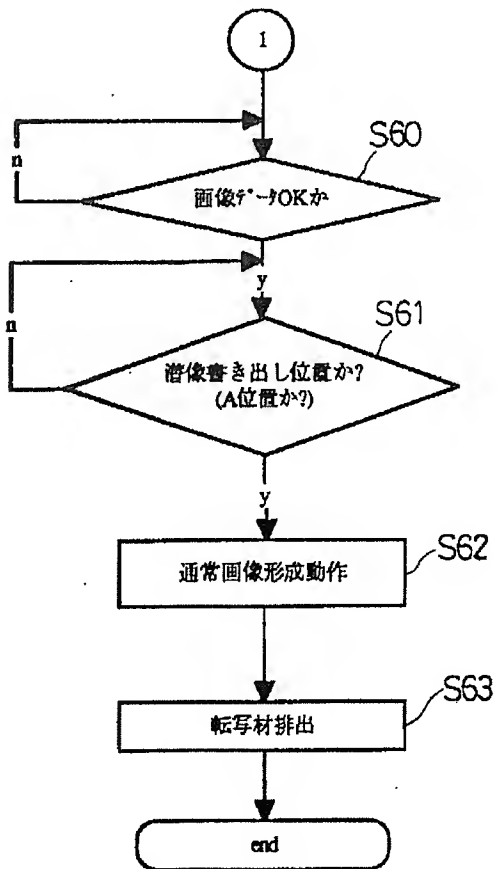 1
n
S60
画像データOKか
y
n
S61
潜像書き出し位置か?
(A位置か?)
y
S62
通常画像形成動作
S63
転写材排出
end